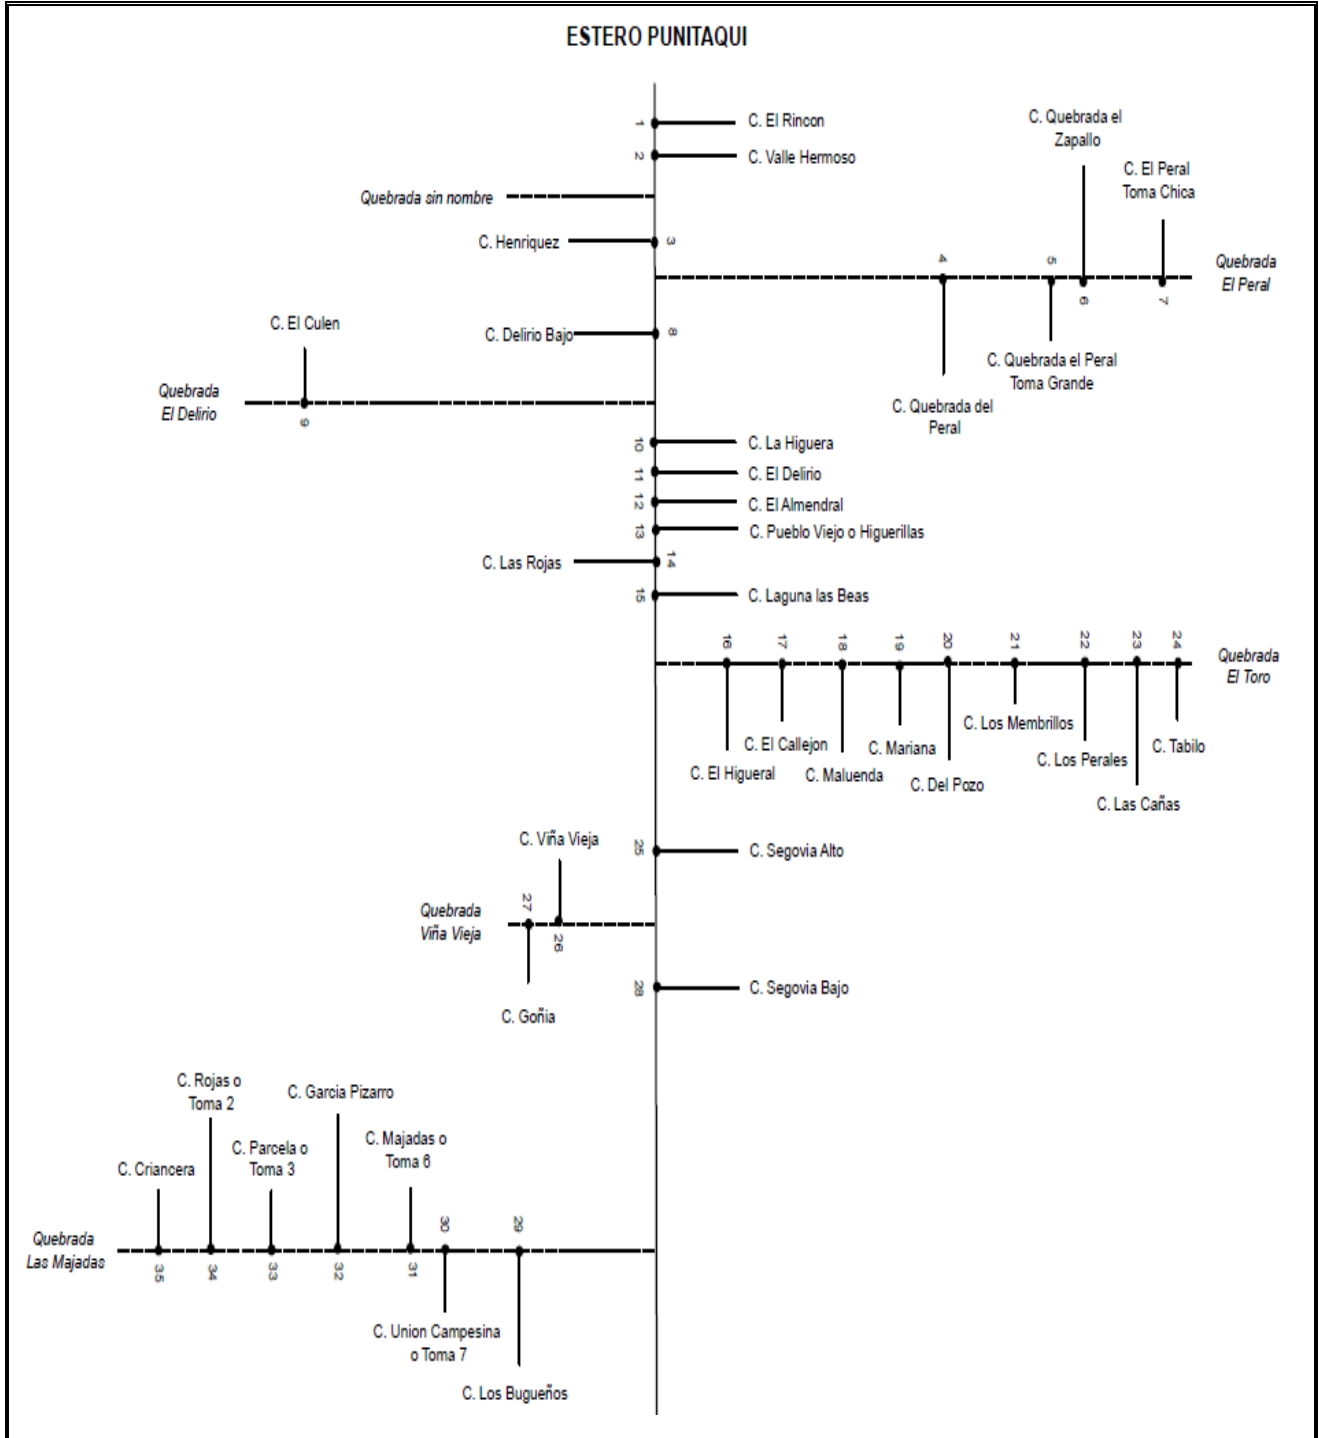 ESTERO PUNITAQUI
1
C. El Rincon
2
C. Valle Hermoso
Quebrada sin nombre
C. Henriquez
3
C. Quebrada el
Zapallo
C. El Peral
Toma Chica
4
5
6
7
Quebrada
El Peral
C. Quebrada el Peral
Toma Grande
C. Quebrada del
Peral
C. Delirio Bajo
8
C. El Culen
Quebrada
El Delirio
9
10
C. La Higuera
11
C. El Delirio
12
C. El Almendral
13
C. Pueblo Viejo o Higuerillas
C. Las Rojas
14
15
C. Laguna las Beas
16
17
18
19
20
21
22
23
24
Quebrada
El Toro
C. El Higueral
C. El Callejon
C. Maluenda
C. Mariana
C. Del Pozo
C. Los Membrillos
C. Los Perales
C. Las Cañas
C. Tabilo
25
C. Segovia Alto
C. Viña Vieja
Quebrada
Viña Vieja
27
26
C. Goñia
28
C. Segovia Bajo
C. Rojas o
Toma 2
C. Garcia Pizarro
C. Parcela o
Toma 3
C. Majadas o
Toma 6
C. Criancera
Quebrada
Las Majadas
35
34
33
32
31
30
29
C. Union Campesina
o Toma 7
C. Los Bugueños